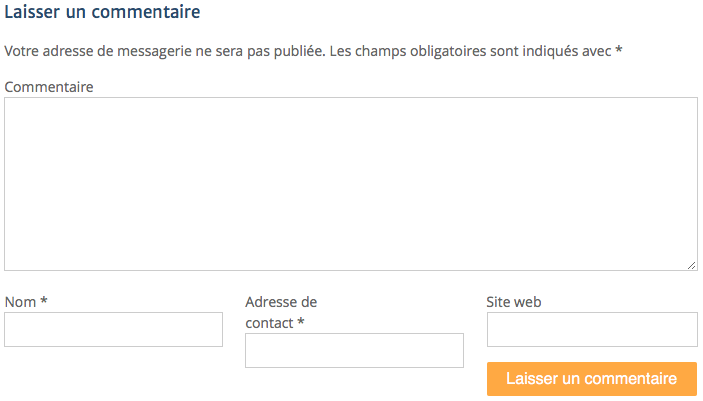 Laisser un commentaire
Votre adresse de messagerie ne sera pas publiée. Les champs obligatoires sont indiqués avec *
Commentaire
Nom *
Adresse de
contact *
Site web
Laisser un commentaire